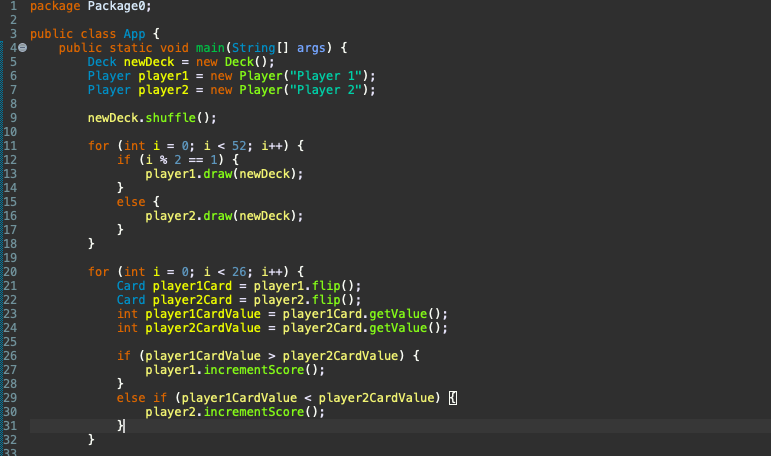 1 package Package0;
2
3 public class App {
4 public static void main(String[] args) {
5 Deck newDeck = new Deck();
6 Player player1 = new Player("Player 1");
7 Player player2 = new Player("Player 2");
8
9 newDeck.shuffle();
10
11 for (int i = 0; i < 52; i++) {
12 if (i % 2 == 1) {
13 player1.draw(newDeck);
14 }
15 else {
16 player2.draw(newDeck);
17 }
18 }
19
20 for (int i = 0; i < 26; i++) {
21 Card player1Card = player1.flip();
22 Card player2Card = player2.flip();
23 int player1CardValue = player1Card.getValue();
24 int player2CardValue = player2Card.getValue();
25
26 if (player1CardValue > player2CardValue) {
27 player1.incrementScore();
28 }
29 else if (player1CardValue < player2CardValue) {
30 player2.incrementScore();
31 }
32 }
33